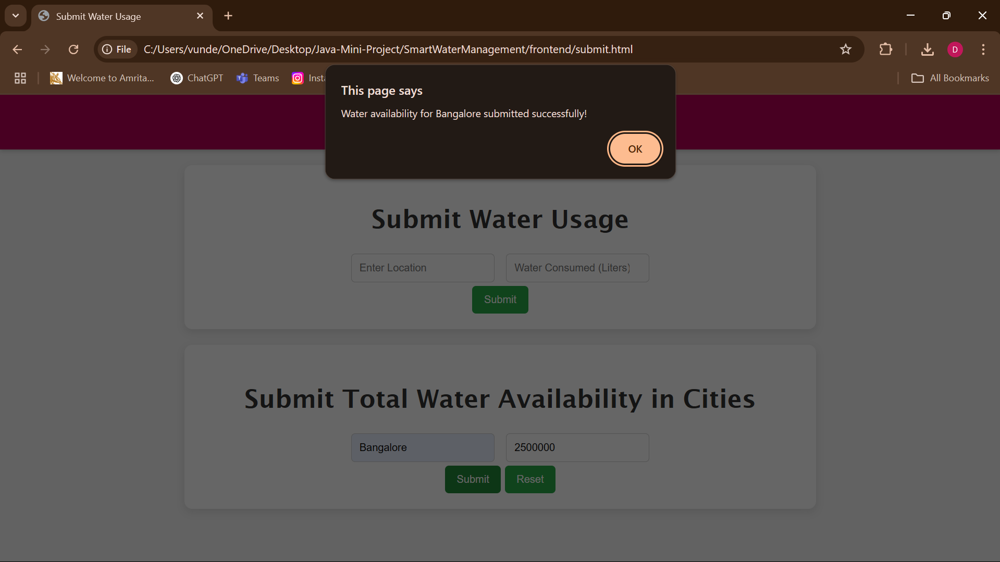 Submit Water Usage
File
C:/Users/vunde/OneDrive/Desktop/Java-Mini-Project/SmartWaterManagement/frontend/submit.html
D
Welcome to Amrita...
ChatGPT
Teams
Insta
All Bookmarks
This page says
Water availability for Bangalore submitted successfully!
OK
Submit Water Usage
Enter Location
Water Consumed (Liters)
Submit
Submit Total Water Availability in Cities
Bangalore
2500000
Submit
Reset